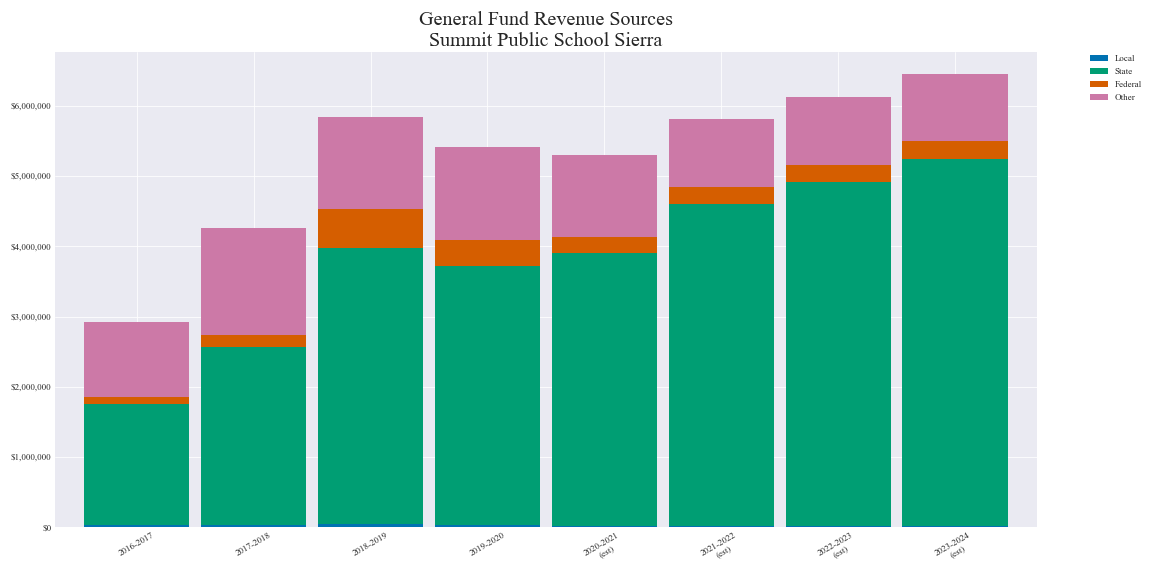 General Fund Revenue Sources
Summit Public School Sierra
Local
State
Federal
Other
$6,000,000
$5,000,000
$4,000,000
$3,000,000
$2,000,000
$1,000,000
$0
2016-2017
2017-2018
2018-2019
2019-2020
2020-2021
(est)
2021-2022
(est)
2022-2023
(est)
2023-2024
(est)